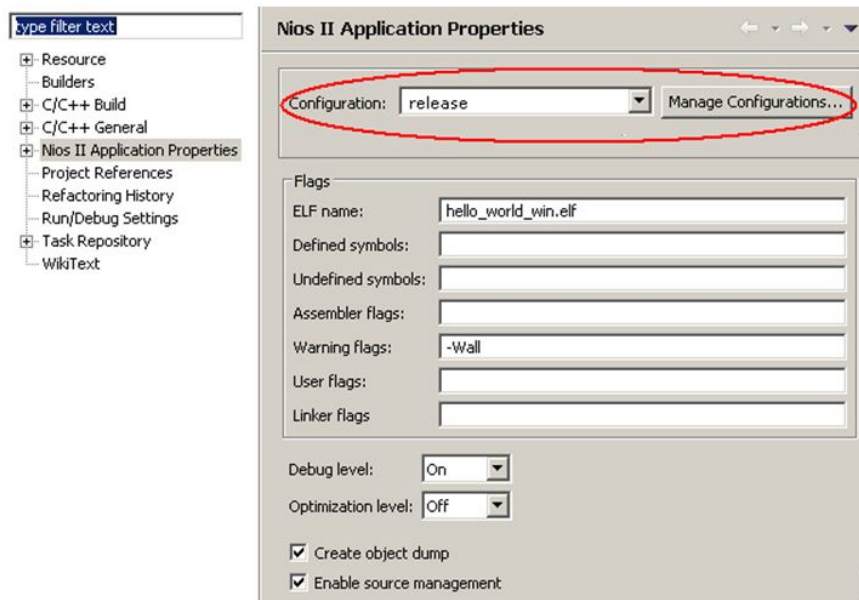 type filter text
Resource
Builders
C/C++ Build
C/C++ General
Nios II Application Properties
Project References
Refactoring History
Run/Debug Settings
Task Repository
WikiText
Nios II Application Properties
Configuration: release Manage Configurations...
Flags
ELF name: hello_world_win.elf
Defined symbols:
Undefined symbols:
Assembler flags:
Warning flags: -Wall
User flags:
Linker flags
Debug level: On
Optimization level: Off
Create object dump
Enable source management